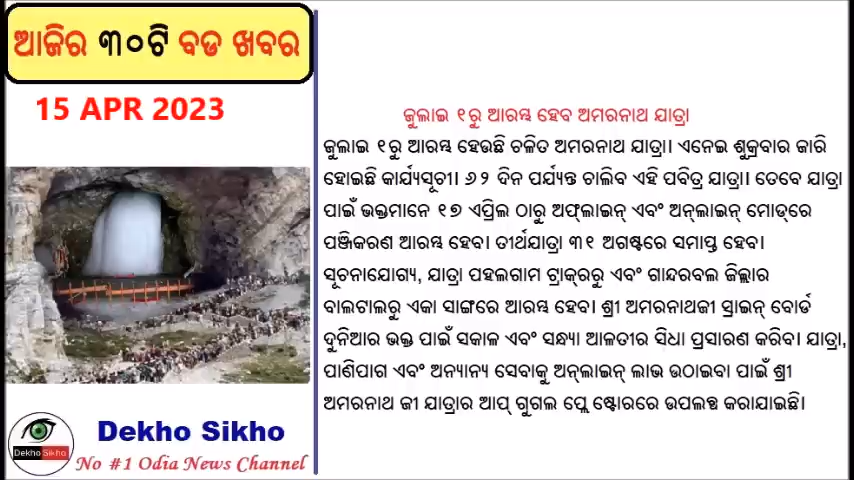 ଆଜିର ୩୦ଟି ବଡ ଖବର
15 APR 2023
ଜୁଲାଇ ୧ରୁ ଆରମ୍ଭ ହେବ ଅମରନାଥ ଯାତ୍ରା
ଜୁଲାଇ ୧ରୁ ଆରମ୍ଭ ହେଉଛି ଚଳିତ ଅମରନାଥ ଯାତ୍ରା। ଏନେଇ ଶୁକ୍ରବାର ଜାରି
ହୋଇଛି କାର୍ଯ୍ୟସୂଚୀ। ୬୨ ଦିନ ପର୍ଯ୍ୟନ୍ତ ଚାଲିବ ଏହି ପବିତ୍ର ଯାତ୍ରା। ତେବେ ଯାତ୍ରା
ପାଇଁ ଭକ୍ତମାନେ ୧୭ ଏପ୍ରିଲ ଠାରୁ ଅଫ୍‌ଲାଇନ୍ ଏବଂ ଅନ୍‌ଲାଇନ୍ ମୋଡ୍‌ରେ
ପଞ୍ଜିକରଣ ଆରମ୍ଭ ହେବ। ତୀର୍ଥଯାତ୍ରା ୩୧ ଅଗଷ୍ଟରେ ସମାପ୍ତ ହେବ।
ସୂଚନାଯୋଗ୍ୟ, ଯାତ୍ରା ପହଲଗାମ ଟ୍ରାକ୍‌ରରୁ ଏବଂ ଗାନ୍ଦରବଲ ଜିଲ୍ଲାର
ବାଲଟାଲରୁ ଏକା ସାଙ୍ଗରେ ଆରମ୍ଭ ହେବ। ଶ୍ରୀ ଅମରନାଥଜୀ ସ୍ରାଇନ୍ ବୋର୍ଡ
ଦୁନିଆର ଭକ୍ତ ପାଇଁ ସକାଳ ଏବଂ ସନ୍ଧ୍ୟା ଆଳତୀର ସିଧା ପ୍ରସାରଣ କରିବ। ଯାତ୍ରା,
ପାଣିପାଗ ଏବଂ ଅନ୍ୟାନ୍ୟ ସେବାକୁ ଅନ୍‌ଲାଇନ୍ ଲାଭ ଉଠାଇବା ପାଇଁ ଶ୍ରୀ
ଅମରନାଥ ଜୀ ଯାତ୍ରାର ଆପ୍ ଗୁଗଲ ପ୍ଲେ ଷ୍ଟୋରରେ ଉପଲବ୍ଧ କରାଯାଇଛି।
Dekho Sikho
Dekho Sikho
No #1 Odia News Channel